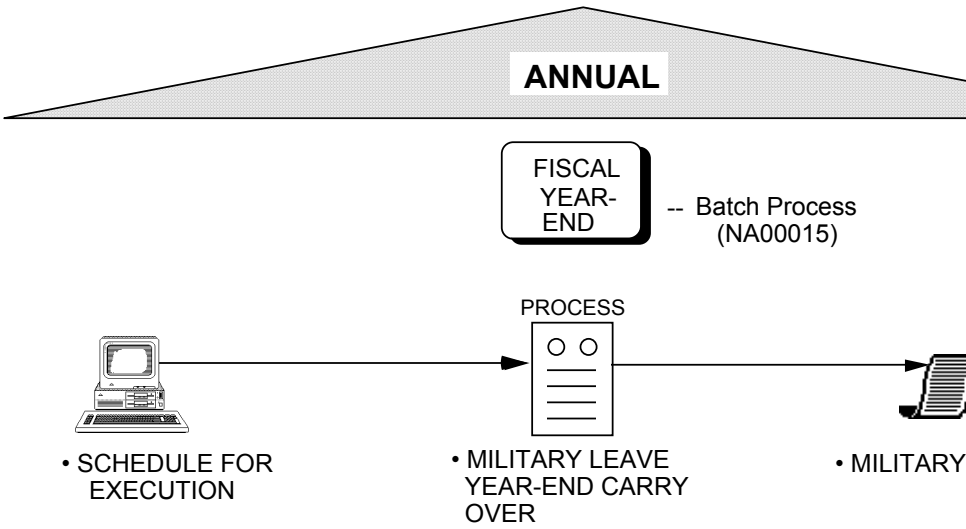 ANNUAL
FISCAL
YEAR-
END
-- Batch Process
(NA00015)
PROCESS
• SCHEDULE FOR
EXECUTION
• MILITARY LEAVE
YEAR-END CARRY
OVER
• MILITARY